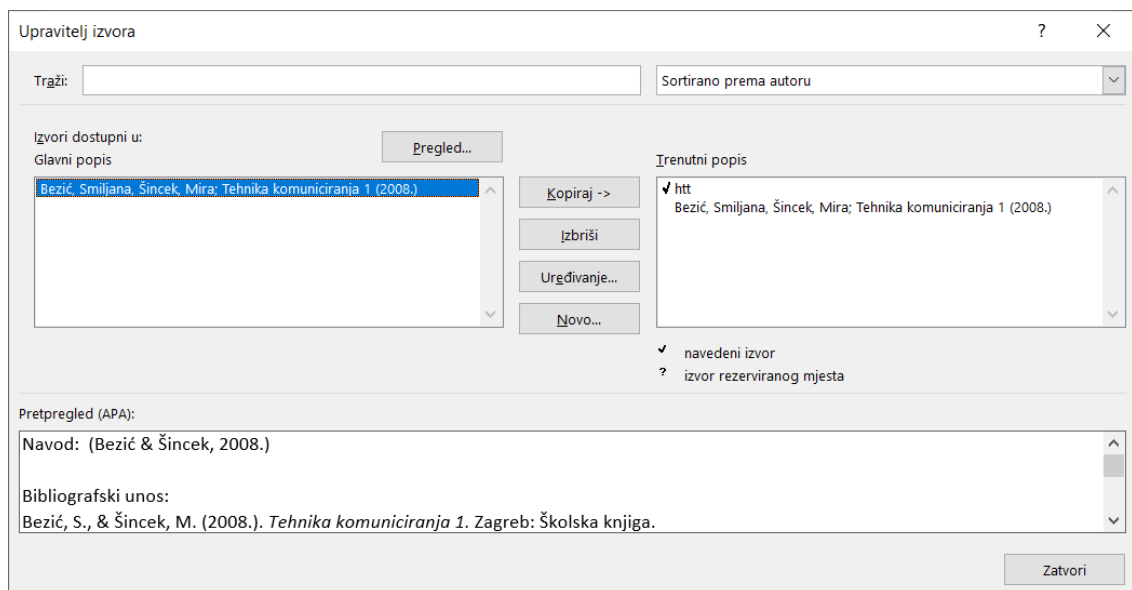 Upravitelj izvora
?
Traži:
Sortirano prema autoru
Izvori dostupni u:
Glavni popis
Pregled...
Trenutni popis
Bezić, Smiljana, Šincek, Mira; Tehnika komuniciranja 1 (2008.)
Kopiraj ->
Izbriši
Uređivanje...
Novo...
✓ htt
Bezić, Smiljana, Šincek, Mira; Tehnika komuniciranja 1 (2008.)
✓ navedeni izvor
? izvor rezerviranog mjesta
Pretpregled (APA):
Navod: (Bezić & Šincek, 2008.)
Bibliografski unos:
Bezić, S., & Šincek, M. (2008.). Tehnika komuniciranja 1. Zagreb: Školska knjiga.
Zatvori